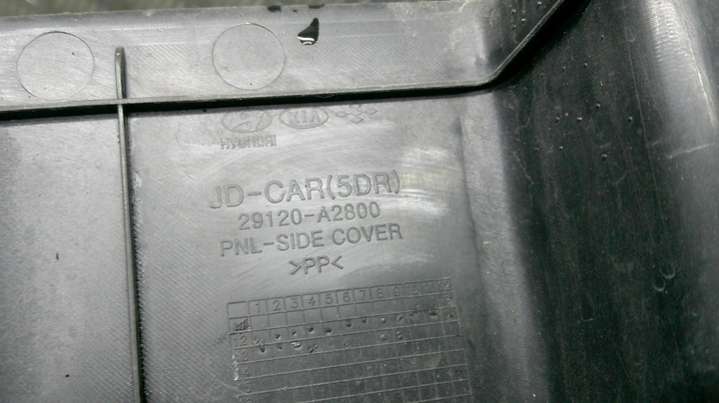 HYUNDAI KIA
JD-CAR(5DR)
29120-A2800
PNL-SIDE COVER
>PP<
1 2 3 4 5 6 7 8 9